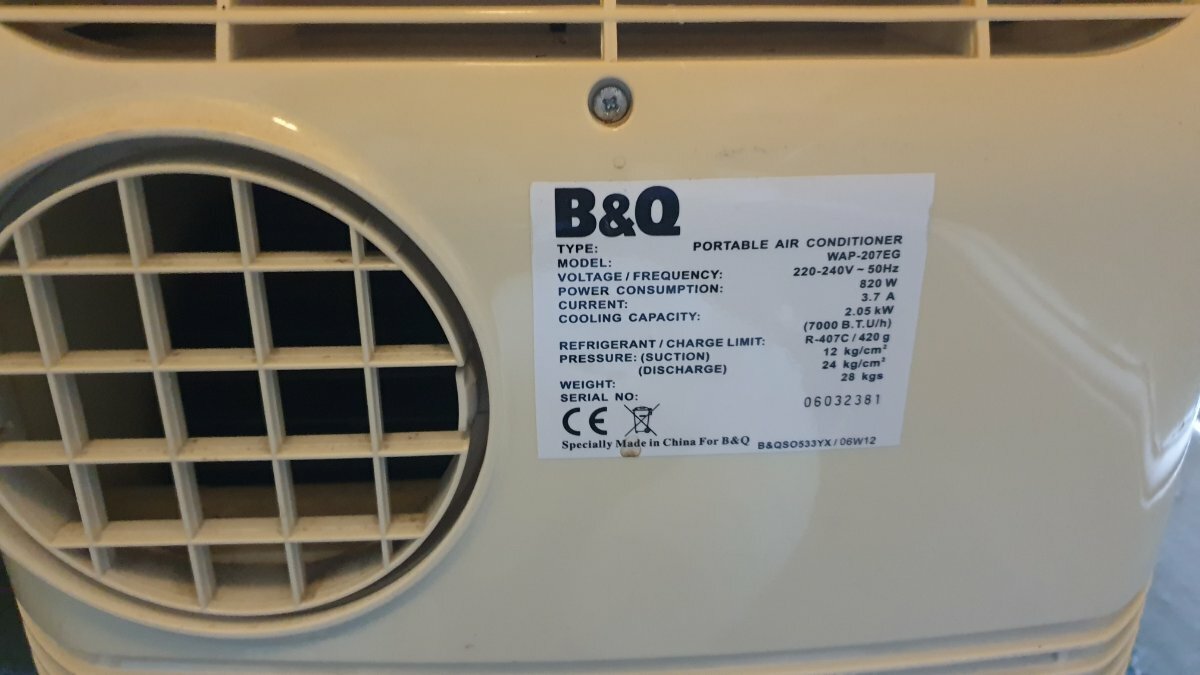 B&Q
TYPE: PORTABLE AIR CONDITIONER
MODEL: WAP-207EG
VOLTAGE / FREQUENCY: 220-240V ~ 50Hz
POWER CONSUMPTION: 820 W
CURRENT: 3.7 A
COOLING CAPACITY: 2.05 kW
(7000 B.T.U/h)
REFRIGERANT / CHARGE LIMIT: R-407C / 420 g
PRESSURE: (SUCTION) 12 kg/cm²
(DISCHARGE) 24 kg/cm²
WEIGHT: 28 kgs
SERIAL NO: 06032381
CE
Specially Made in China For B&Q B&QSO533YX / 06W12